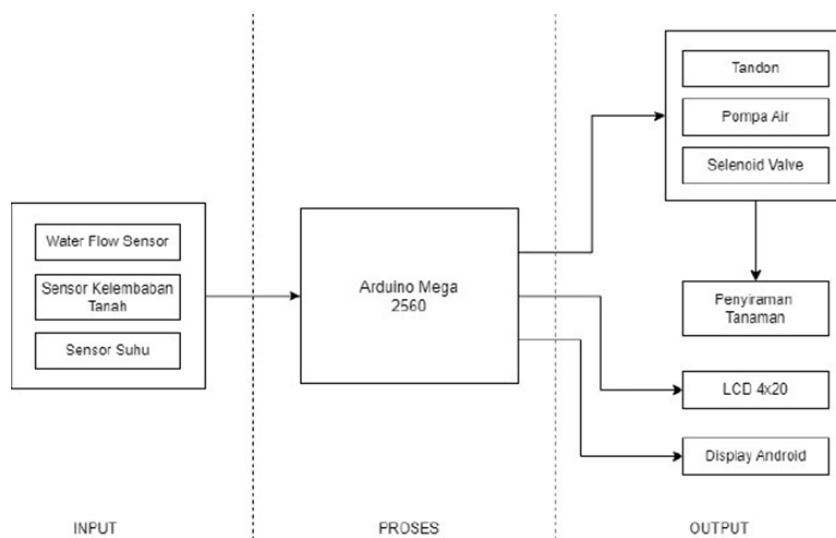 Water Flow Sensor
Sensor Kelembaban
Tanah
Sensor Suhu
Arduino Mega
2560
Tandon
Pompa Air
Selenoid Valve
Penyiraman
Tanaman
LCD 4x20
Display Android
INPUT
PROSES
OUTPUT